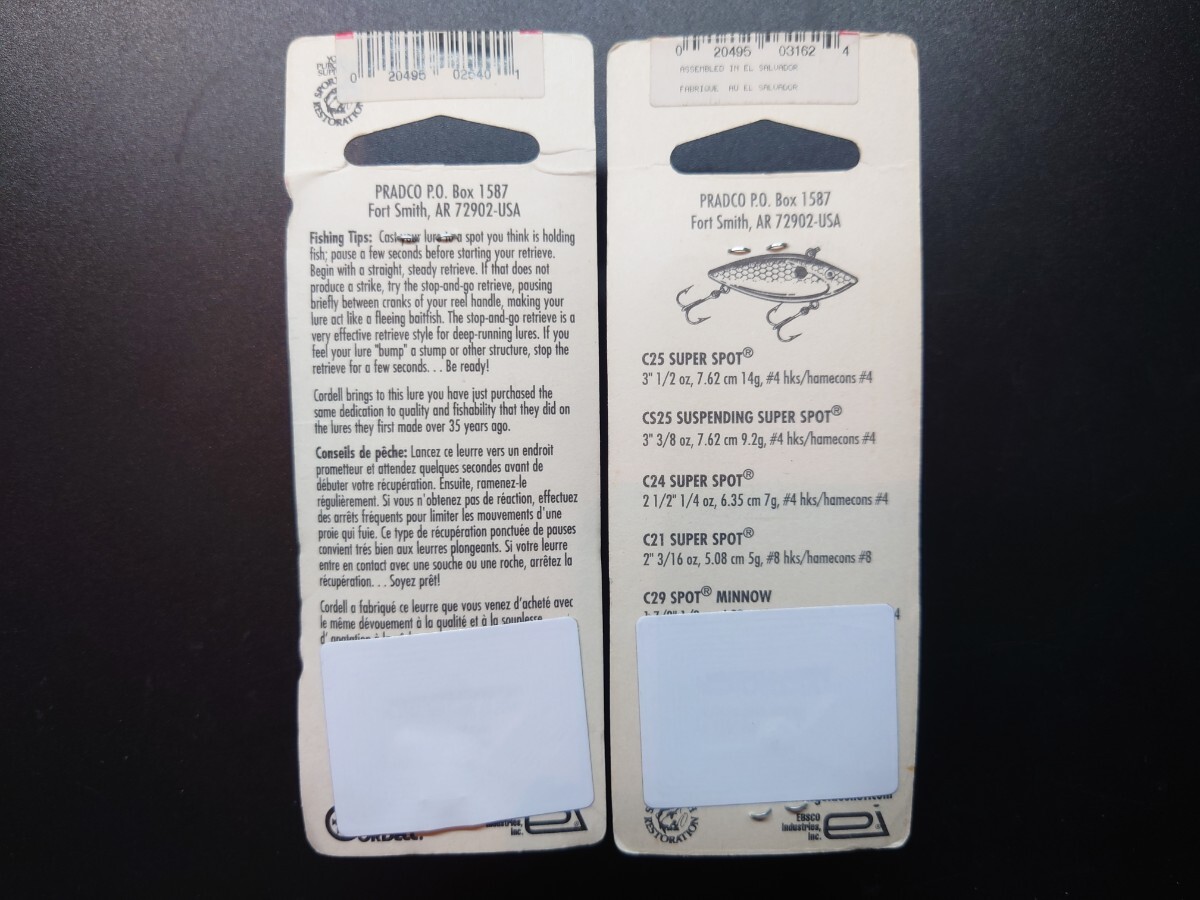 0 20495 02540 1
SPOR
RESTORATION
PRADCO P.O. Box 1587
Fort Smith, AR 72902-USA
Fishing Tips: Cast your lure to a spot you think is holding
fish; pause a few seconds before starting your retrieve.
Begin with a straight, steady retrieve. If that does not
produce a strike, try the stop-and-go retrieve, pausing
briefly between cranks of your reel handle, making your
lure act like a fleeing baitfish. The stop-and-go retrieve is a
very effective retrieve style for deep-running lures. If you
feel your lure "bump" a stump or other structure, stop the
retrieve for a few seconds. . . Be ready!
Cordell brings to this lure you have just purchased the
same dedication to quality and fishability that they did on
the lures they first made over 35 years ago.
Conseils de pêche: Lancez ce leurre vers un endroit
prometteur et attendez quelques secondes avant de
débuter votre récupération. Ensuite, ramenez-le
régulièrement. Si vous n'obtenez pas de réaction, effectuez
des arrêts fréquents pour limiter les mouvements d'une
proie qui fuie. Ce type de récupération ponctuée de pauses
convient très bien aux leurres plongeants. Si votre leurre
entre en contact avec une souche ou une roche, arrêtez la
récupération. . . Soyez prêt!
Cordell a fabriqué ce leurre que vous venez d'acheté avec
le même dévouement à la qualité et à la souplesse
CORDELL
Industries,
Inc.
ei
0 20495 03162 4
ASSEMBLED IN EL SALVADOR
FABRIQUE AU EL SALVADOR
PRADCO P.O. Box 1587
Fort Smith, AR 72902-USA
C25 SUPER SPOT®
3" 1/2 oz, 7.62 cm 14g, #4 hks/hamecons #4
CS25 SUSPENDING SUPER SPOT®
3" 3/8 oz, 7.62 cm 9.2g, #4 hks/hamecons #4
C24 SUPER SPOT®
2 1/2" 1/4 oz, 6.35 cm 7g, #4 hks/hamecons #4
C21 SUPER SPOT®
2" 3/16 oz, 5.08 cm 5g, #8 hks/hamecons #8
C29 SPOT® MINNOW
4
RESTORATION
EBSCO
Industries,
Inc.
ei®